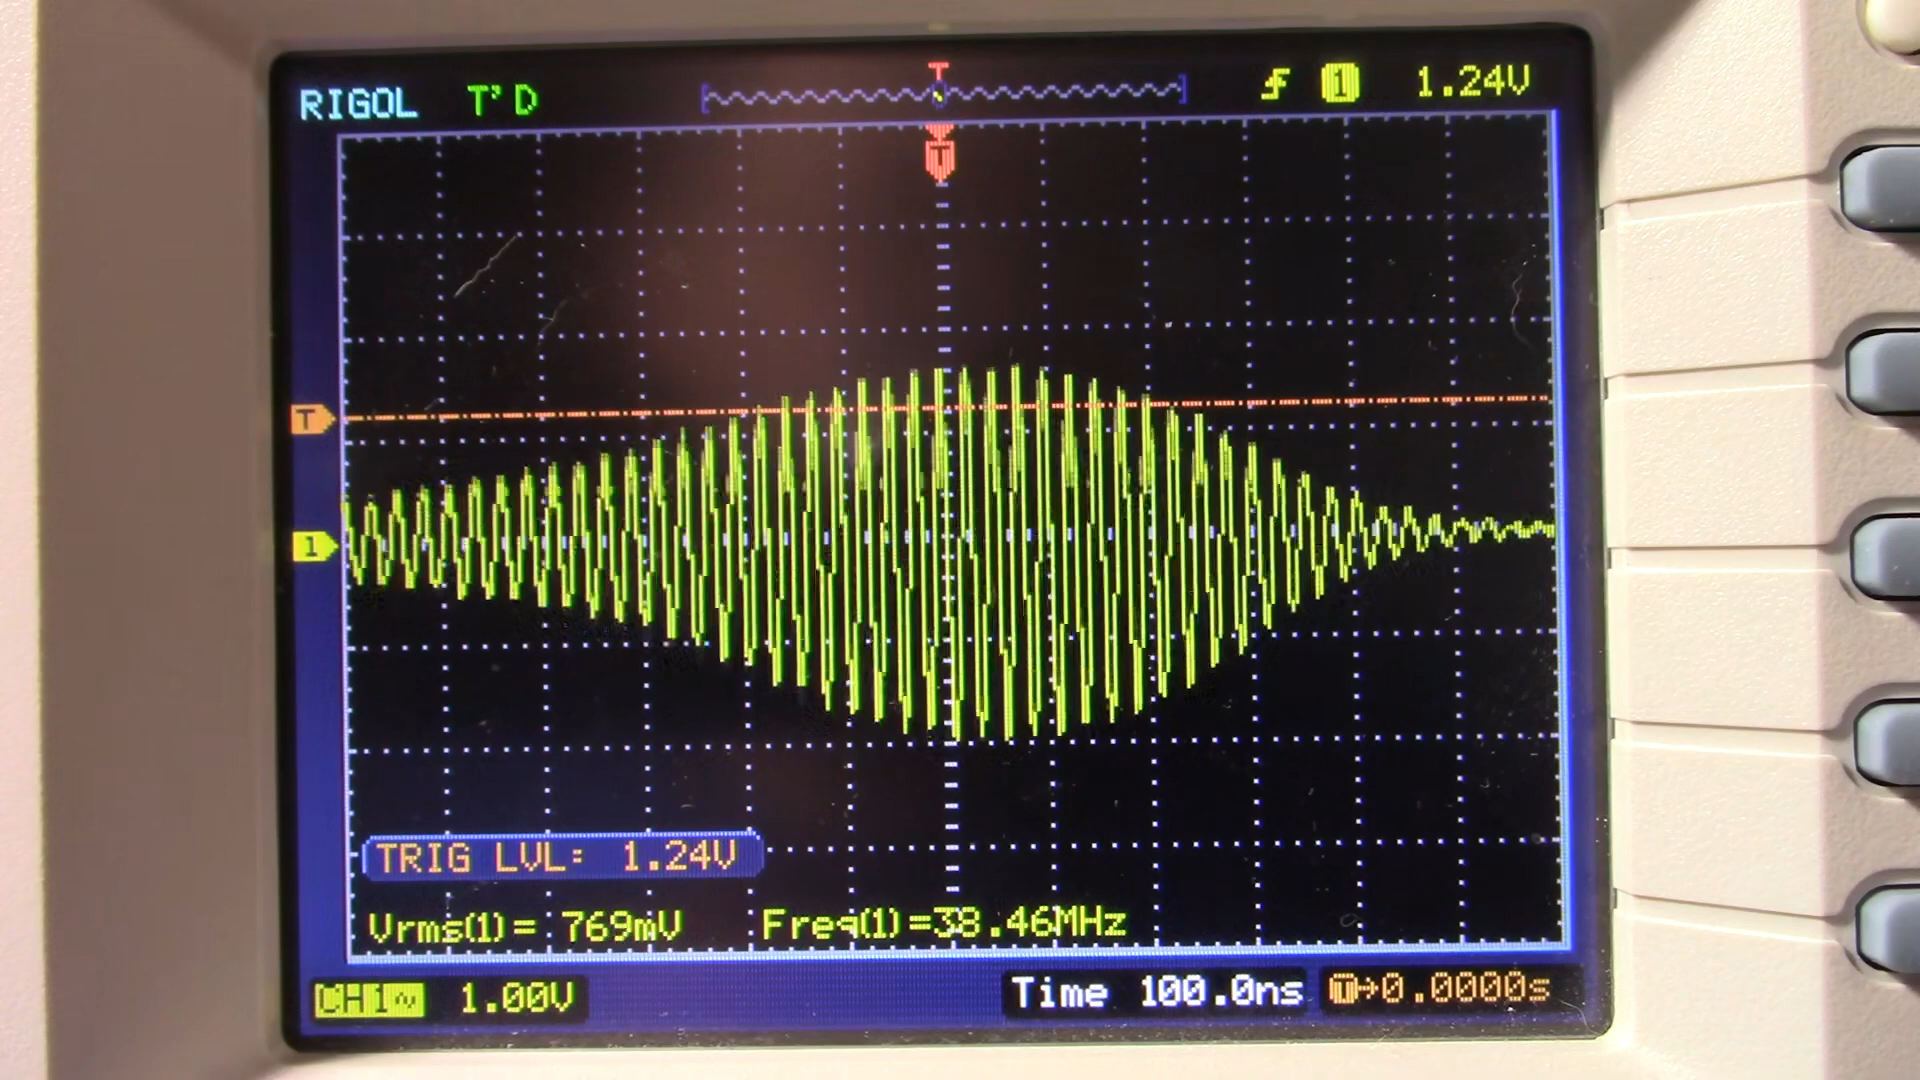 RIGOL T'D 1 1.24V
T
T
T
1
TRIG LVL: 1.24V
Vrms(1)= 769mV Freq(1)=38.46MHz
CH1~ 1.00V Time 100.0ns T→0.0000s